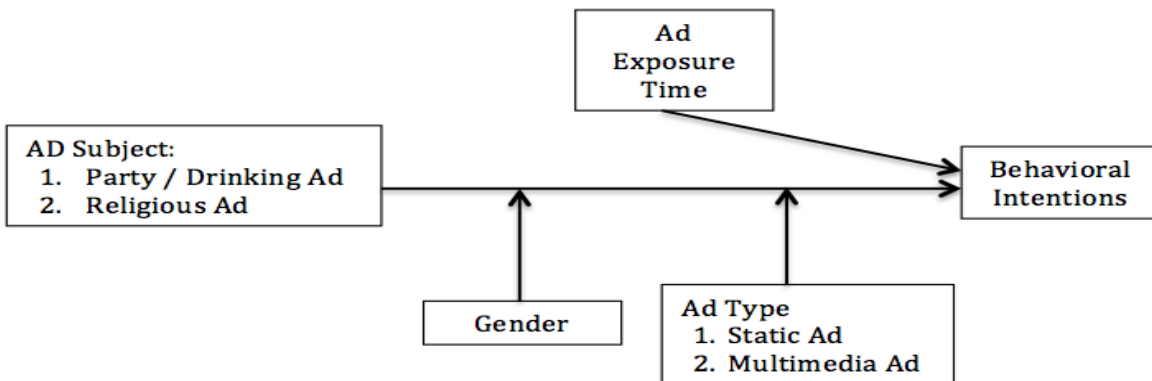 Ad
Exposure
Time
AD Subject:
1. Party / Drinking Ad
2. Religious Ad
Behavioral
Intentions
Gender
Ad Type
1. Static Ad
2. Multimedia Ad